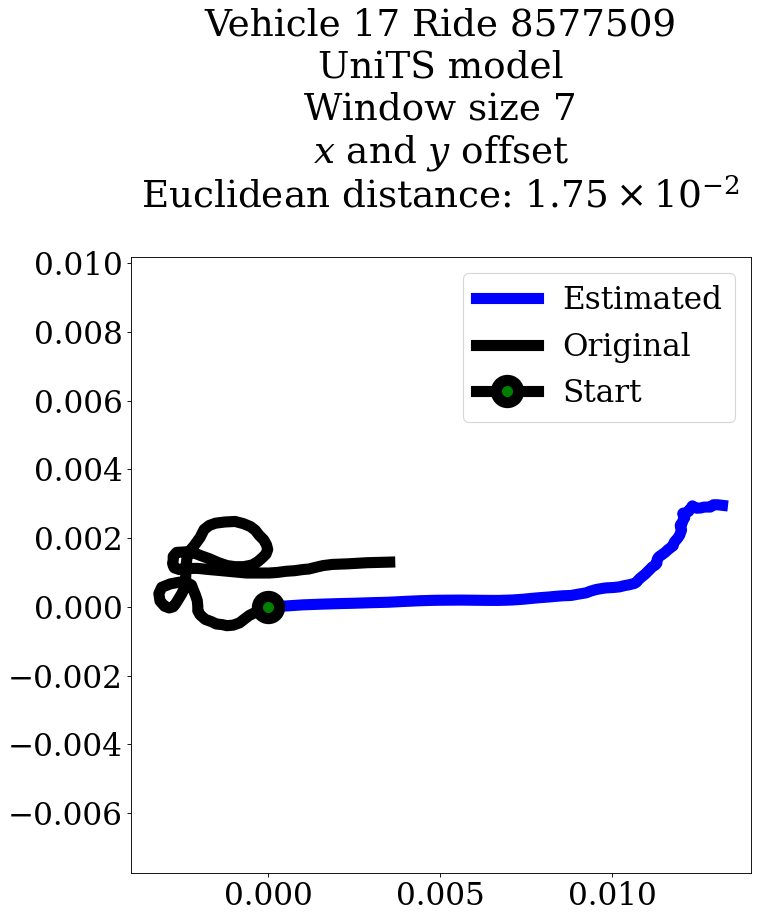 Vehicle 17 Ride 8577509
UniTS model
Window size 7
x and y offset
Euclidean distance: 1.75 × 10⁻²
0.010
0.008
0.006
0.004
0.002
0.000
−0.002
−0.004
−0.006
Estimated
Original
Start
0.000 0.005 0.010